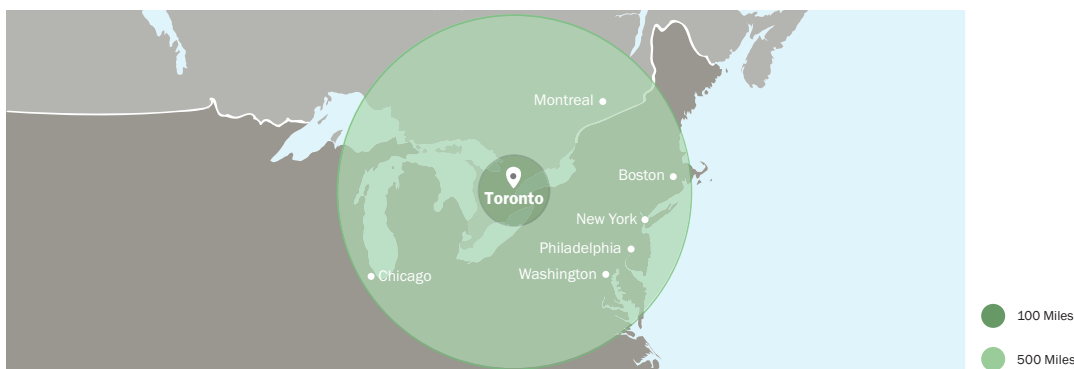 Montreal
Boston
Toronto
New York
Philadelphia
Washington
Chicago
100 Miles
500 Miles